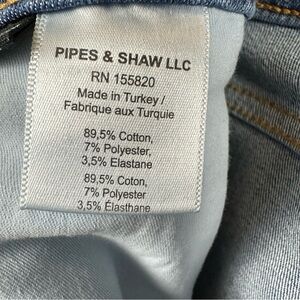 PIPES & SHAW LLC
RN 155820
Made in Turkey /
Fabrique aux Turquie
89,5% Cotton,
7% Polyester,
3,5% Elastane
89,5% Coton,
7% Polyester
3,5% Élasthane